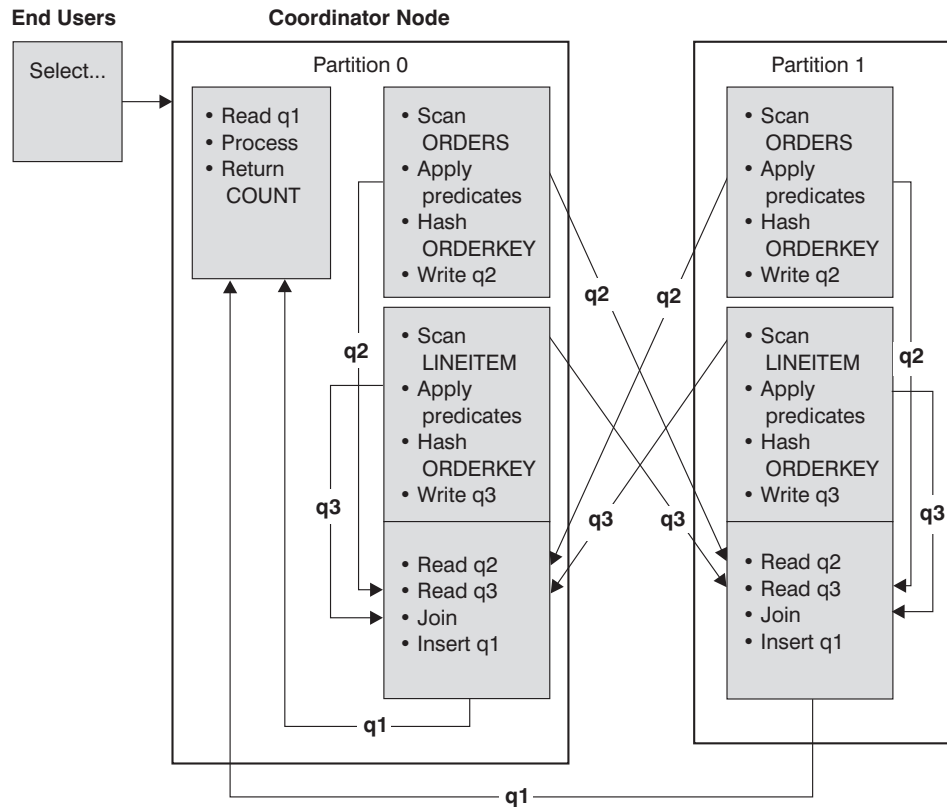 End Users
Coordinator Node
Select...
Partition 0
• Read q1
• Process
• Return
COUNT
• Scan
ORDERS
• Apply
predicates
• Hash
ORDERKEY
• Write q2
• Scan
LINEITEM
• Apply
predicates
• Hash
ORDERKEY
• Write q3
• Read q2
• Read q3
• Join
• Insert q1
q2
q3
q1
q2
q2
q3
q3
Partition 1
• Scan
ORDERS
• Apply
predicates
• Hash
ORDERKEY
• Write q2
• Scan
LINEITEM
• Apply
predicates
• Hash
ORDERKEY
• Write q3
• Read q2
• Read q3
• Join
• Insert q1
q2
q3
q1